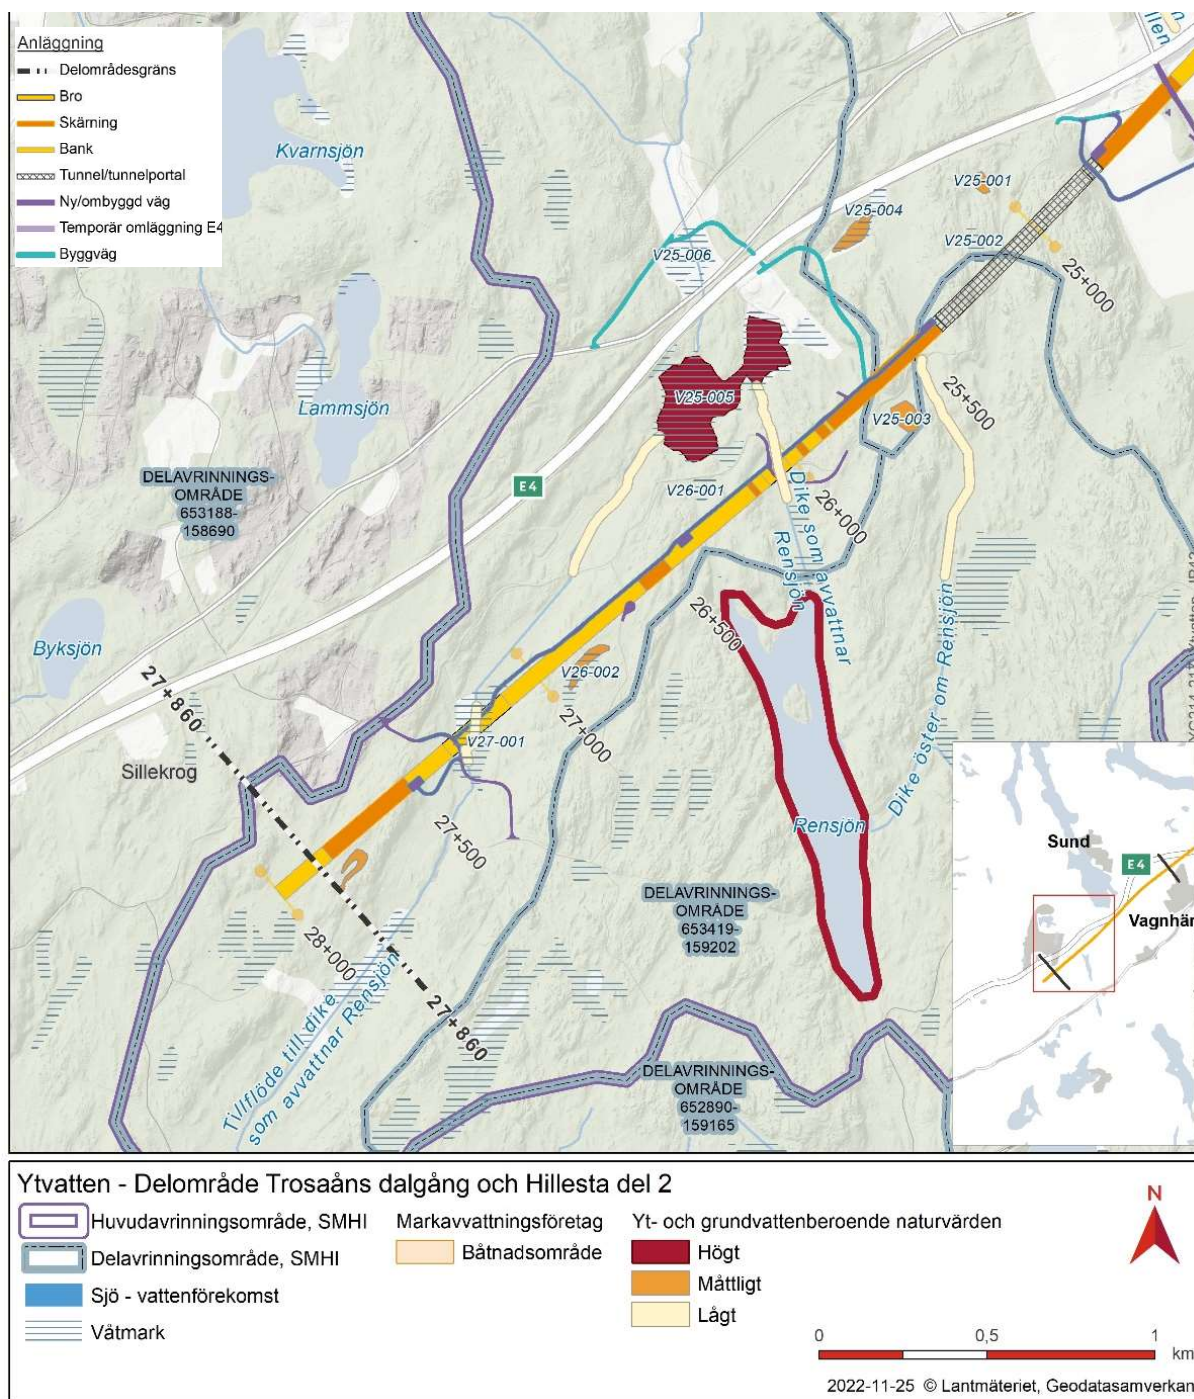 Anläggning
Delområdesgräns
Bro
Skärning
Bank
Tunnel/tunnelportal
Ny/ombyggd väg
Temporär omläggning E4
Byggväg
Kvarnsjön
Lammsjön
DELAVRINNINGS-
OMRÅDE
653188-
158690
E4
Byksjön
Sillekrog
27+860
27+860
V25-001
V25-002
V25-004
V25-006
V25-005
V25-003
V26-001
V26-002
V27-001
25+000
25+500
26+000
26+500
27+000
27+500
28+000
Dike som avvattnar
Rensjön
Dike öster om Rensjön
Rensjön
Tillflöde till dike
som avvattnar Rensjön
DELAVRINNINGS-
OMRÅDE
653419-
159202
DELAVRINNINGS-
OMRÅDE
652890-
159165
Sund
E4
Vagnhär
Ytvatten - Delområde Trosaåns dalgång och Hillesta del 2
Huvudavrinningsområde, SMHI
Delavrinningsområde, SMHI
Sjö - vattenförekomst
Våtmark
Markavvattningsföretag
Båtnadsområde
Yt- och grundvattenberoende naturvärden
Högt
Måttligt
Lågt
N
0 0,5 1
km
2022-11-25 © Lantmäteriet, Geodatasamverkan